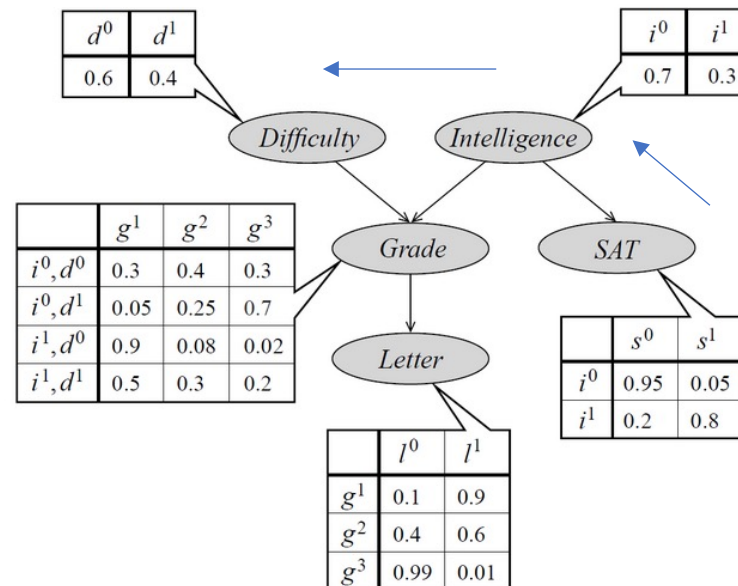 d⁰ d¹
0.6 0.4
i⁰ i¹
0.7 0.3
Difficulty
Intelligence
g¹ g² g³
i⁰,d⁰ 0.3 0.4 0.3
i⁰,d¹ 0.05 0.25 0.7
i¹,d⁰ 0.9 0.08 0.02
i¹,d¹ 0.5 0.3 0.2
Grade
SAT
s⁰ s¹
i⁰ 0.95 0.05
i¹ 0.2 0.8
Letter
l⁰ l¹
g¹ 0.1 0.9
g² 0.4 0.6
g³ 0.99 0.01